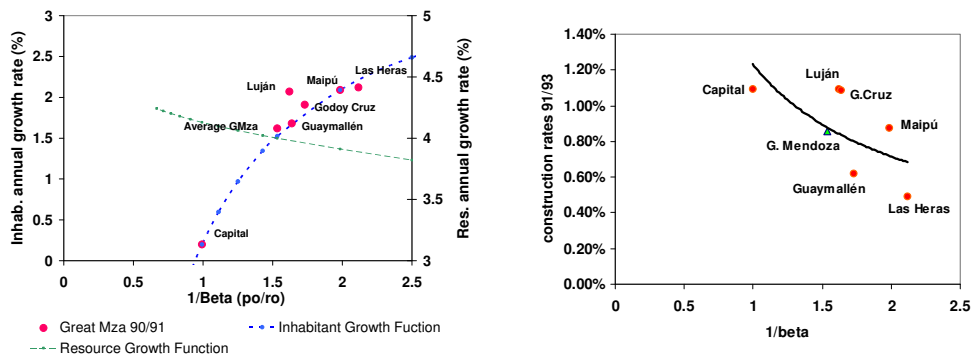 Inhab. annual growth rate (%)
3
2.5
2
1.5
1
0.5
0
5
4.5
4
3.5
3
Res. annual growth rate (%)
Las Heras
Maipú
Luján
Godoy Cruz
Average GMza
Guaymallén
Capital
0 0.5 1 1.5 2 2.5
1/Beta (po/ro)
Great Mza 90/91
Inhabitant Growth Fuction
Resource Growth Function
construction rates 91/93
1.40%
1.20%
1.00%
0.80%
0.60%
0.40%
0.20%
0.00%
Luján
Capital
G.Cruz
Maipú
G. Mendoza
Guaymallén
Las Heras
0 0.5 1 1.5 2 2.5
1/beta